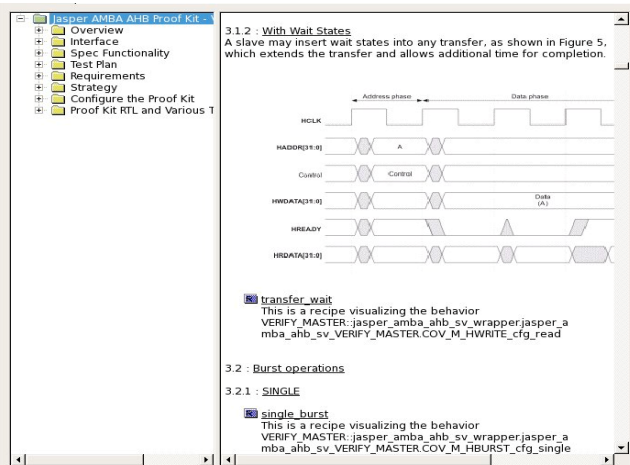 Jasper AMBA AHB Proof Kit -
Overview
Interface
Spec Functionality
Test Plan
Requirements
Strategy
Configure the Proof Kit
Proof Kit RTL and Various T
3.1.2 : With Wait States
A slave may insert wait states into any transfer, as shown in Figure 5,
which extends the transfer and allows additional time for completion.
Address phase
Data phase
HCLK
HADDR[31:0]
A
Control
Control
HWDATA[31:0]
Data
(A)
HREADY
HRDATA[31:0]
transfer_wait
This is a recipe visualizing the behavior
VERIFY_MASTER::jasper_amba_ahb_sv_wrapper.jasper_a
mba_ahb_sv_VERIFY_MASTER.COV_M_HWRITE_cfg_read
3.2 : Burst operations
3.2.1 : SINGLE
single_burst
This is a recipe visualizing the behavior
VERIFY_MASTER::jasper_amba_ahb_sv_wrapper.jasper_a
mba_ahb_sv_VERIFY_MASTER.COV_M_HBURST_cfg_single